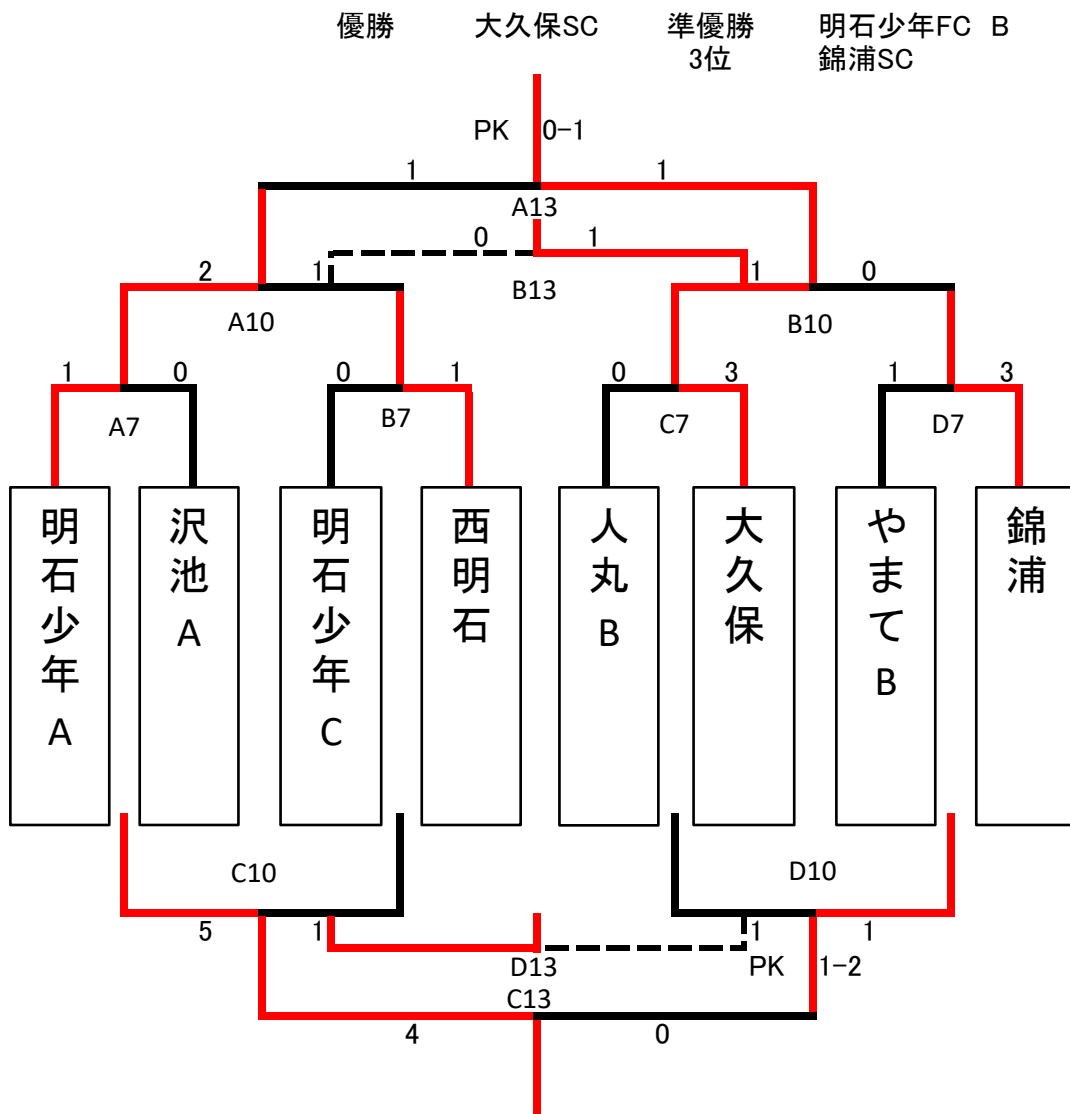 優勝 大久保SC 準優勝 明石少年FC B
3位 錦浦SC
PK 0-1
1 1
A13
0 1
B13
2 1 1 0
A10 B10
1 0 0 1 0 3 1 3
A7 B7 C7 D7
明石少年A
沢池A
明石少年C
西明石
人丸B
大久保
やまてB
錦浦
C10 D10
5 1 1 1
D13 PK 1-2
C13
4 0